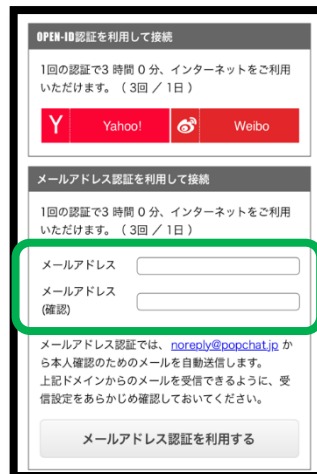 OPEN-ID認証を利用して接続
1回の認証で3 時間 0 分、インターネットをご利用
いただけます。（3回 ／ 1日）
Y Yahoo! Weibo
メールアドレス認証を利用して接続
1回の認証で3 時間 0 分、インターネットをご利用
いただけます。（3回 ／ 1日）
メールアドレス
メールアドレス
(確認)
メールアドレス認証では、 noreply@popchat.jp か
ら本人確認のためのメールを自動送信します。
上記ドメインからのメールを受信できるように、受
信設定をあらかじめ確認しておいてください。
メールアドレス認証を利用する